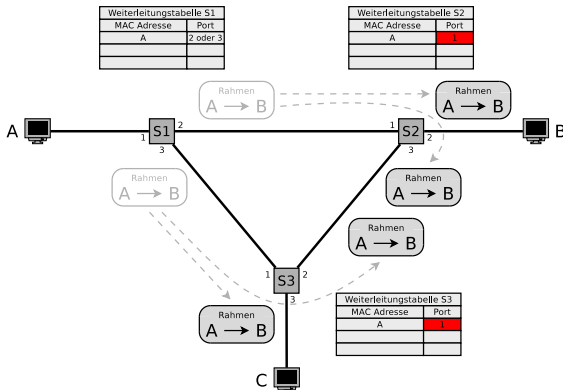 Weiterleitungstabelle S1
MAC Adresse Port
A 2 oder 3
Weiterleitungstabelle S2
MAC Adresse Port
A 1
Rahmen
A B
Rahmen
A B
A
1
S1
2
3
1
S2
2
3
B
Rahmen
A B
Rahmen
A B
Rahmen
A B
1
S3
2
3
Rahmen
A B
Weiterleitungstabelle S3
MAC Adresse Port
A 1
C